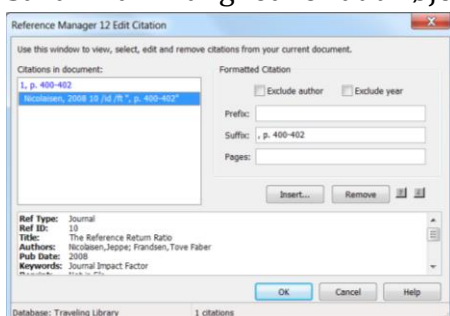 Reference Manager 12 Edit Citation
Use this window to view, select, edit and remove citations from your current document.
Citations in document:
1, p. 400-402
Nicolaisen, 2008 10 /id /ft ", p. 400-402"
Formatted Citation
Exclude author
Exclude year
Prefix:
Suffix: , p. 400-402
Pages:
Insert...
Remove
Ref Type: Journal
Ref ID: 10
Title: The Reference Return Ratio
Authors: Nicolaisen,Jeppe; Frandsen,Tove Faber
Pub Date: 2008
Keywords: Journal Impact Factor
OK
Cancel
Help
Database: Traveling Library
1 citations